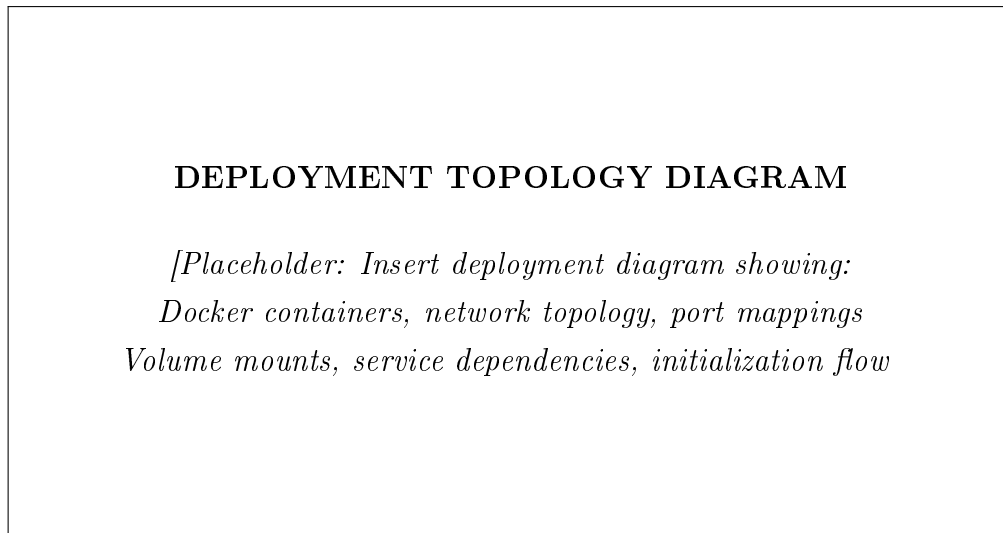 DEPLOYMENT TOPOLOGY DIAGRAM
[Placeholder: Insert deployment diagram showing:
Docker containers, network topology, port mappings
Volume mounts, service dependencies, initialization flow